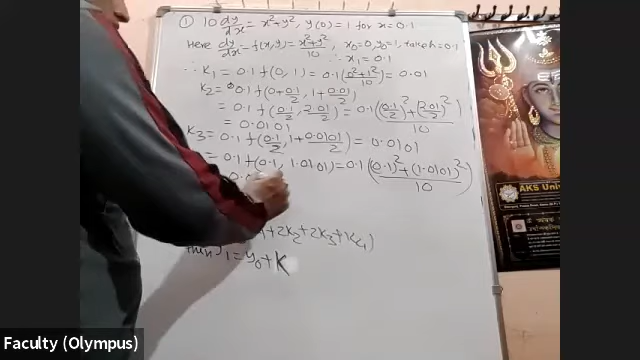 ① 10 dy/dx = x²+y², y(0)=1 for x=0.1
Here dy/dx = f(x,y) = (x²+y²)/10, x₀=0, y₀=1, take h=0.1
∴ x₁=0.1
∴ K₁ = 0.1 f(0, 1) = 0.1((0²+1²)/10) = 0.01
K₂ = 0.1 f(0+0.1/2, 1+0.01/2)
= 0.1 f(0.1/2, 2.01/2) = 0.1(((0.1/2)²+(2.01/2)²)/10)
= 0.0101
K₃ = 0.1 f(0.1/2, 1+0.0101/2) = 0.0101
= 0.1 f(0.1, 1.0101) = 0.1(((0.1)²+(1.0101)²)/10)
+2K₂+2K₃+K₄)
y₁ = y₀+K
Faculty (Olympus)